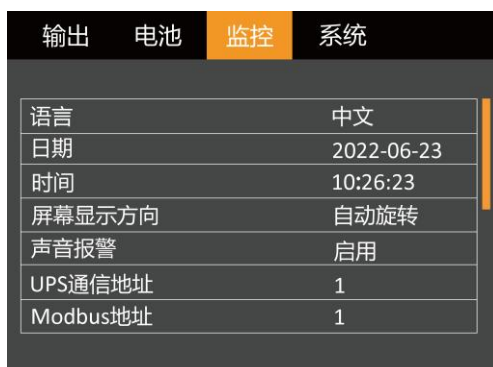 输出 电池 监控 系统
语言 中文
日期 2022-06-23
时间 10:26:23
屏幕显示方向 自动旋转
声音报警 启用
UPS通信地址 1
Modbus地址 1